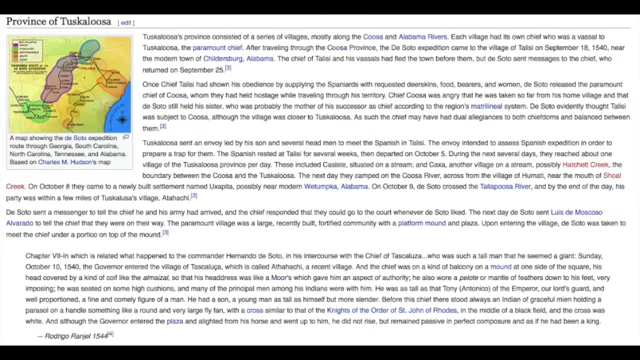 Province of Tuskaloosa [ edit ]
Tuskaloosa's province consisted of a series of villages, mostly along the Coosa and Alabama Rivers. Each village had its own chief who was a vassal to
Tuskaloosa, the paramount chief. After traveling through the Coosa Province, the De Soto expedition came to the village of Talisi on September 18, 1540, near
the modern town of Childersburg, Alabama. The chief of Talisi and his vassals had fled the town before them, but de Soto sent messages to the chief, who
returned on September 25.[3]
Once Chief Talisi had shown his obedience by supplying the Spaniards with requested deerskins, food, bearers, and women, de Soto released the paramount
chief of Coosa, whom they had held hostage while traveling through his territory. Chief Coosa was angry that he was taken so far from his home village and that
de Soto still held his sister, who was probably the mother of his successor as chief according to the region's matrilineal system. De Soto evidently thought Talisi
was subject to Coosa, although the village was closer to Tuskaloosa. As such the chief may have had dual allegiances to both chiefdoms and balanced between
them.[3]
A map showing the de Soto expedition
route through Georgia, South Carolina,
North Carolina, Tennessee, and Alabama.
Based on Charles M. Hudson's map
Tuskaloosa sent an envoy led by his son and several head men to meet the Spanish in Talisi. The envoy intended to assess Spanish expedition in order to
prepare a trap for them. The Spanish rested at Talisi for several weeks, then departed on October 5. During the next several days, they reached about one
village of the Tuskaloosa province per day. These included Casiste, situated on a stream; and Caxa, another village on a stream, possibly Hatchett Creek, the
boundary between the Coosa and the Tuskaloosa. The next day they camped on the Coosa River, across from the village of Humati, near the mouth of Shoal
Creek. On October 8 they came to a newly built settlement named Uxapita, possibly near modern Wetumpka, Alabama. On October 9, de Soto crossed the Tallapoosa River, and by the end of the day, his
party was within a few miles of Tuskalusa's village, Atahachi.[3]
De Soto sent a messenger to tell the chief he and his army had arrived, and the chief responded that they could go to the court whenever de Soto liked. The next day de Soto sent Luis de Moscoso
Alvarado to tell the chief that they were on their way. The paramount village was a large, recently built, fortified community with a platform mound and plaza. Upon entering the village, de Soto was taken to
meet the chief under a portico on top of the mound.[3]
Chapter VII-In which is related what happened to the commander Hernando de Soto, in his intercourse with the Chief of Tascaluza...who was such a tall man that he seemed a giant: Sunday,
October 10, 1540, the Governor entered the village of Tascaluça, which is called Athahachi, a recent village. And the chief was on a kind of balcony on a mound at one side of the square, his
head covered by a kind of coif like the almaizal, so that his headdress was like a Moor's which gave him an aspect of authority; he also wore a pelote or mantle of feathers down to his feet, very
imposing; he was seated on some high cushions, and many of the principal men among his Indians were with him. He was as tall as that Tony (Antonico) of the Emperor, our lord's guard, and
well proportioned, a fine and comely figure of a man. He had a son, a young man as tall as himself but more slender. Before this chief there stood always an Indian of graceful mien holding a
parasol on a handle something like a round and very large fly fan, with a cross similar to that of the Knights of the Order of St. John of Rhodes, in the middle of a black field, and the cross was
white. And although the Governor entered the plaza and alighted from his horse and went up to him, he did not rise, but remained passive in perfect composure and as if he had been a king.
— Rodrigo Ranjel 1544[4]